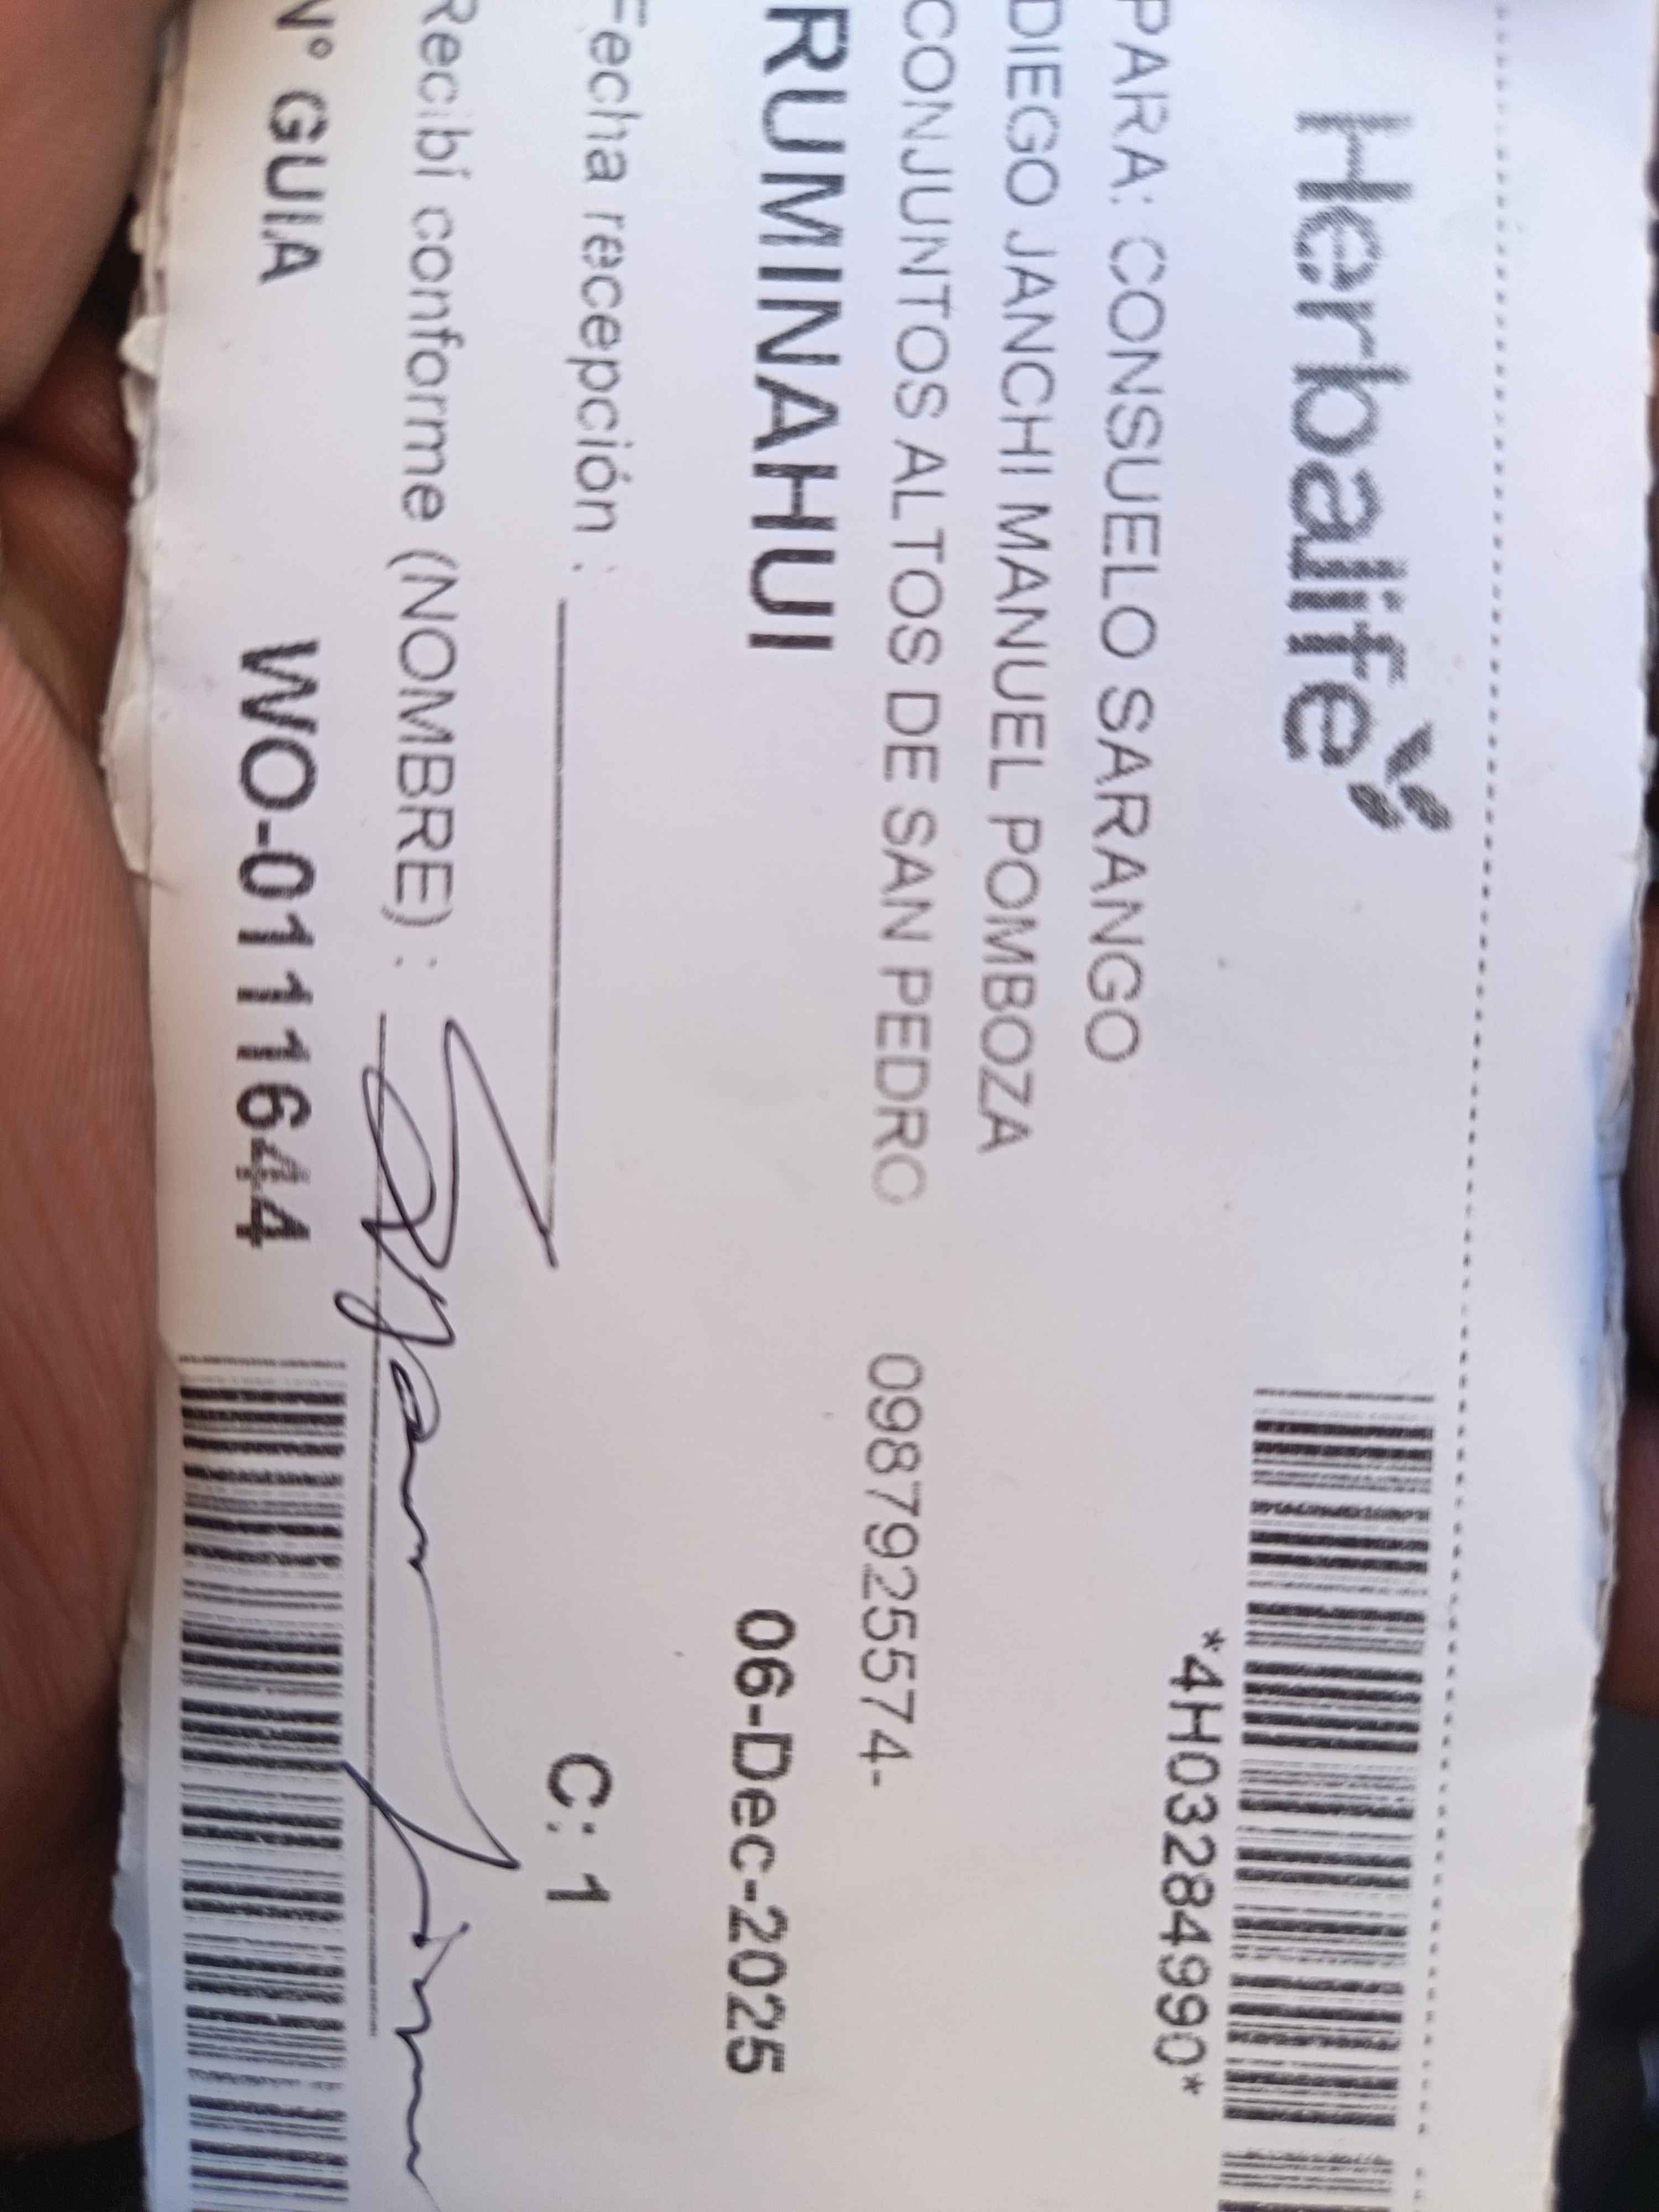 Herbalife
*4H03284990*
PARA: CONSUELO SARANGO
DIEGO JANCHI MANUEL POMBOZA
CONJUNTOS ALTOS DE SAN PEDRO 0987925574-
RUMINAHUI 06-Dec-2025
Fecha recepción : C: 1
Recibí conforme (NOMBRE) :
N° GUIA WO-0111644